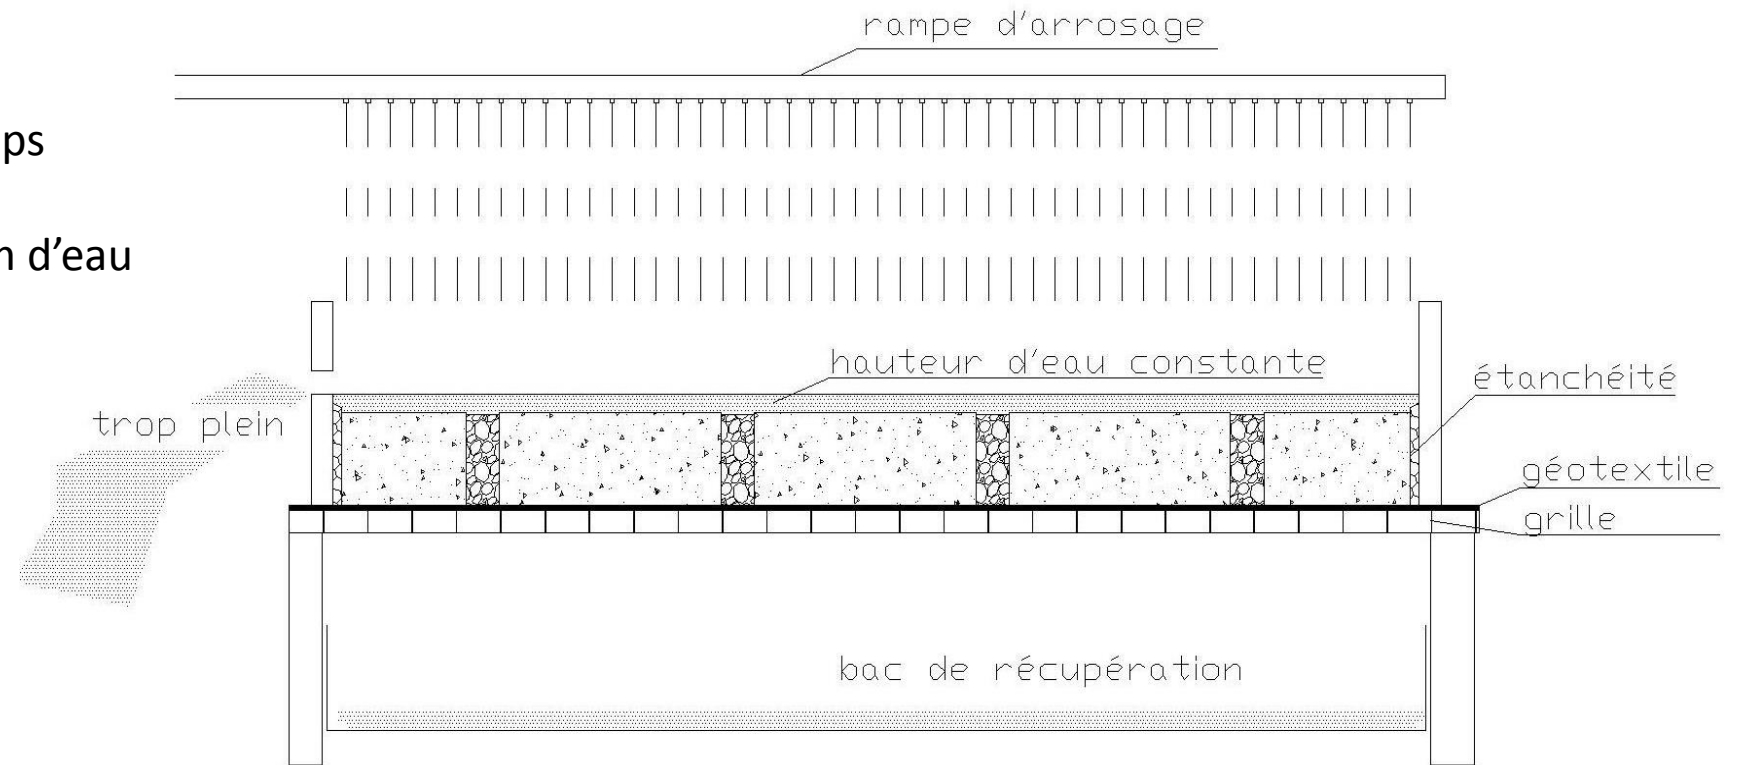 rampe d'arrosage
ps
d'eau
hauteur d'eau constante
étanchéité
trop plein
géotextile
grille
bac de récupération